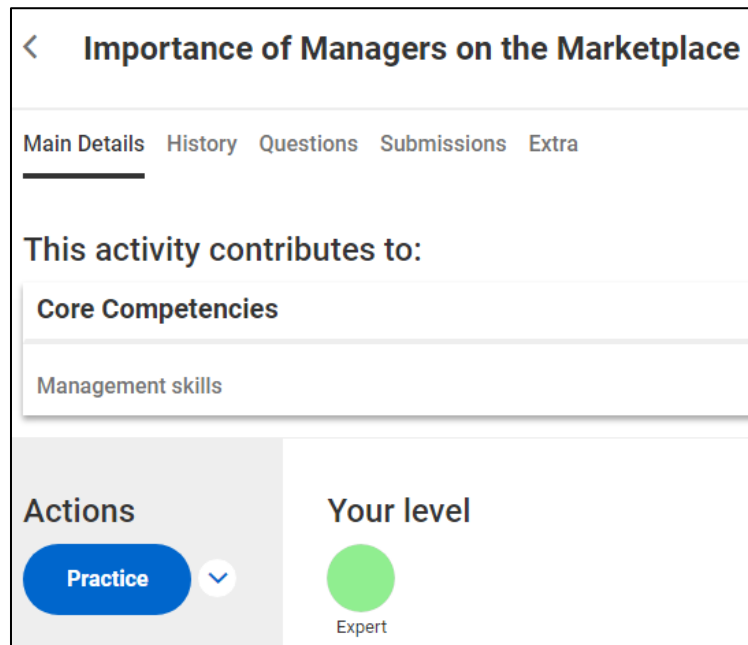 Importance of Managers on the Marketplace
Main Details History Questions Submissions Extra
This activity contributes to:
Core Competencies
Management skills
Actions
Practice
Your level
Expert